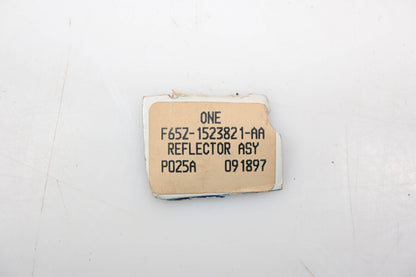 ONE
F65Z-1523821-AA
REFLECTOR ASY
P025A 091897